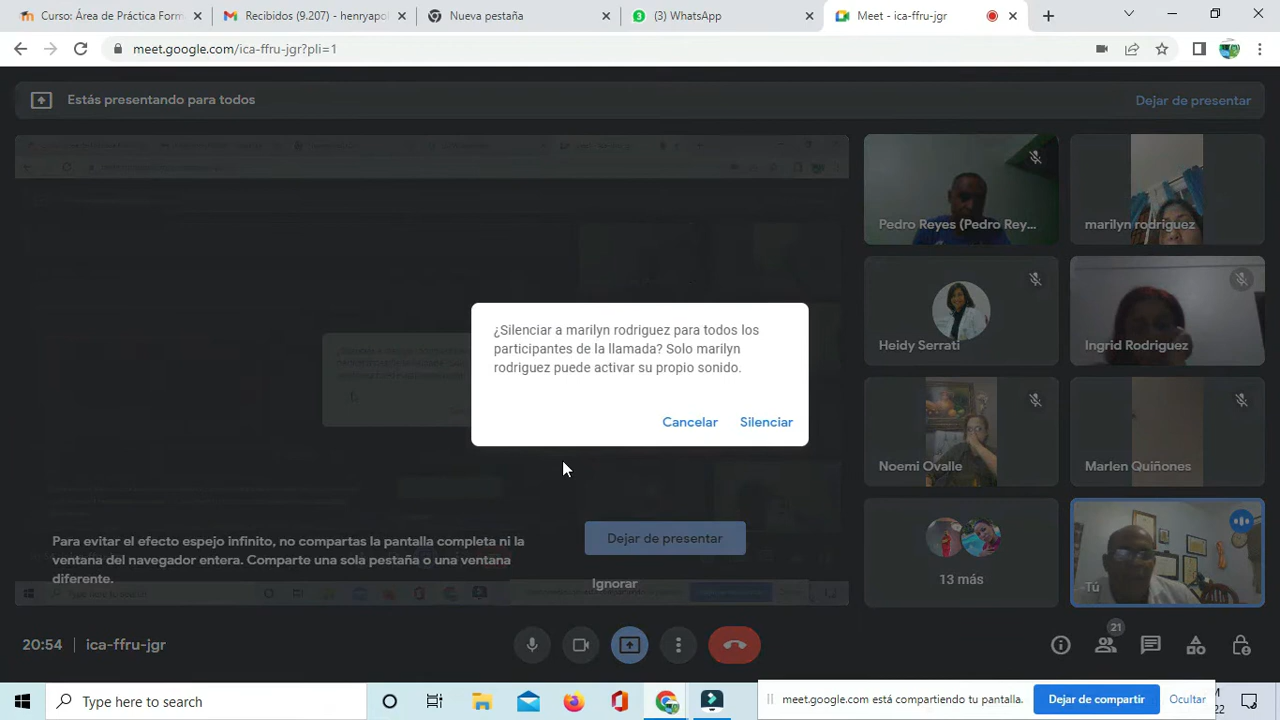 Curso: Área de Práctica Form
Recibidos (9.207) - henryapol
Nueva pestaña
3
(3) WhatsApp
Meet - ica-ffru-jgr
meet.google.com/ica-ffru-jgr?pli=1
Estás presentando para todos
Dejar de presentar
Pedro Reyes (Pedro Rey...
marilyn rodriguez
Heidy Serrati
Ingrid Rodriguez
¿Silenciar a marilyn rodriguez para todos los
participantes de la llamada? Solo marilyn
rodriguez puede activar su propio sonido.
Cancelar
Silenciar
Noemi Ovalle
Marlen Quiñones
Para evitar el efecto espejo infinito, no compartas la pantalla completa ni la
ventana del navegador entera. Comparte una sola pestaña o una ventana
diferente.
Dejar de presentar
Ignorar
13 más
Tú
20:54
ica-ffru-jgr
21
Type here to search
Type here to search
meet.google.com está compartiendo tu pantalla.
Dejar de compartir
Ocultar